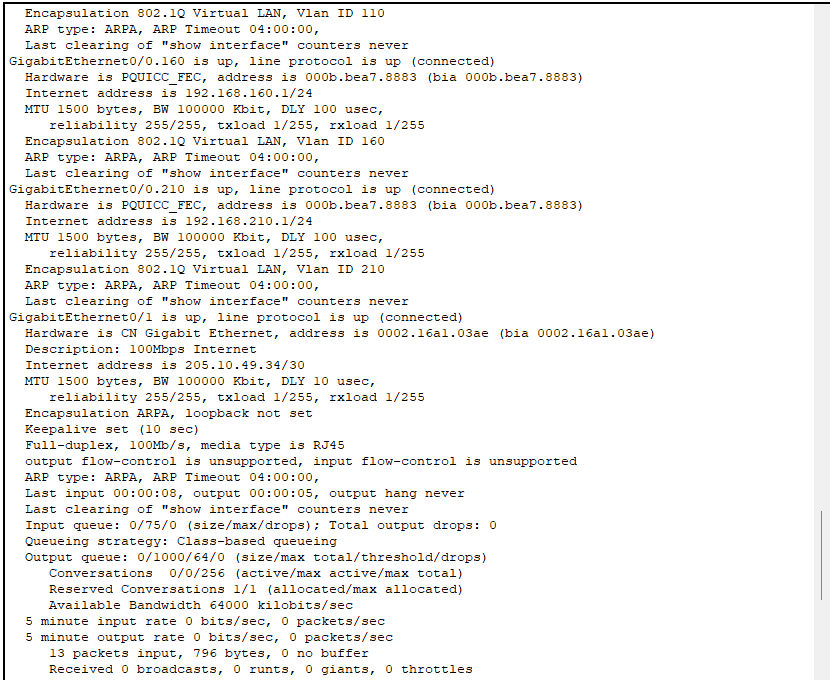 Encapsulation 802.1Q Virtual LAN, Vlan ID 110
ARP type: ARPA, ARP Timeout 04:00:00,
Last clearing of "show interface" counters never
GigabitEthernet0/0.160 is up, line protocol is up (connected)
Hardware is PQUICC_FEC, address is 000b.bea7.8883 (bia 000b.bea7.8883)
Internet address is 192.168.160.1/24
MTU 1500 bytes, BW 100000 Kbit, DLY 100 usec,
reliability 255/255, txload 1/255, rxload 1/255
Encapsulation 802.1Q Virtual LAN, Vlan ID 160
ARP type: ARPA, ARP Timeout 04:00:00,
Last clearing of "show interface" counters never
GigabitEthernet0/0.210 is up, line protocol is up (connected)
Hardware is PQUICC_FEC, address is 000b.bea7.8883 (bia 000b.bea7.8883)
Internet address is 192.168.210.1/24
MTU 1500 bytes, BW 100000 Kbit, DLY 100 usec,
reliability 255/255, txload 1/255, rxload 1/255
Encapsulation 802.1Q Virtual LAN, Vlan ID 210
ARP type: ARPA, ARP Timeout 04:00:00,
Last clearing of "show interface" counters never
GigabitEthernet0/1 is up, line protocol is up (connected)
Hardware is CN Gigabit Ethernet, address is 0002.16a1.03ae (bia 0002.16a1.03ae)
Description: 100Mbps Internet
Internet address is 205.10.49.34/30
MTU 1500 bytes, BW 100000 Kbit, DLY 10 usec,
reliability 255/255, txload 1/255, rxload 1/255
Encapsulation ARPA, loopback not set
Keepalive set (10 sec)
Full-duplex, 100Mb/s, media type is RJ45
output flow-control is unsupported, input flow-control is unsupported
ARP type: ARPA, ARP Timeout 04:00:00,
Last input 00:00:08, output 00:00:05, output hang never
Last clearing of "show interface" counters never
Input queue: 0/75/0 (size/max/drops); Total output drops: 0
Queueing strategy: Class-based queueing
Output queue: 0/1000/64/0 (size/max total/threshold/drops)
Conversations  0/0/256 (active/max active/max total)
Reserved Conversations 1/1 (allocated/max allocated)
Available Bandwidth 64000 kilobits/sec
5 minute input rate 0 bits/sec, 0 packets/sec
5 minute output rate 0 bits/sec, 0 packets/sec
13 packets input, 796 bytes, 0 no buffer
Received 0 broadcasts, 0 runts, 0 giants, 0 throttles